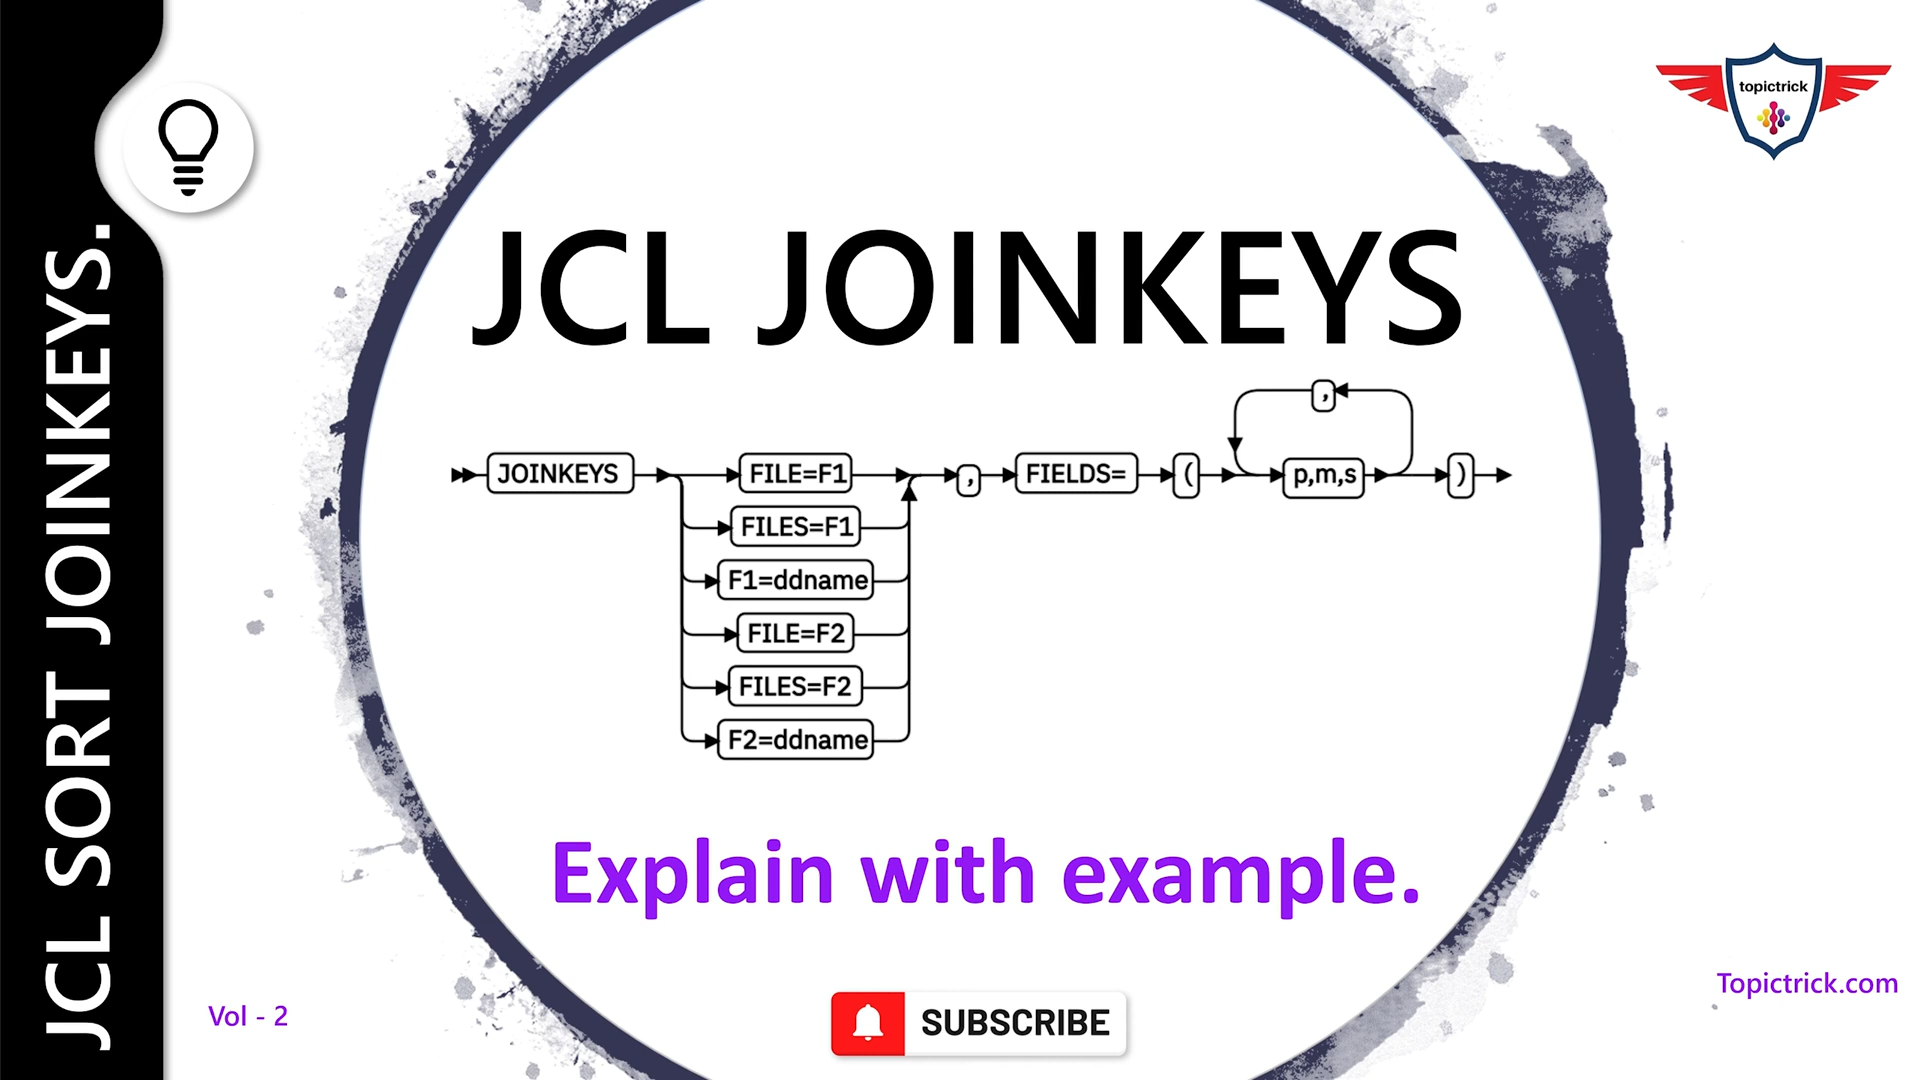 JCL SORT JOINKEYS.
topictrick
JCL JOINKEYS
,
JOINKEYS FILE=F1 , FIELDS= ( p,m,s )
FILES=F1
F1=ddname
FILE=F2
FILES=F2
F2=ddname
Explain with example.
Topictrick.com
Vol - 2
SUBSCRIBE